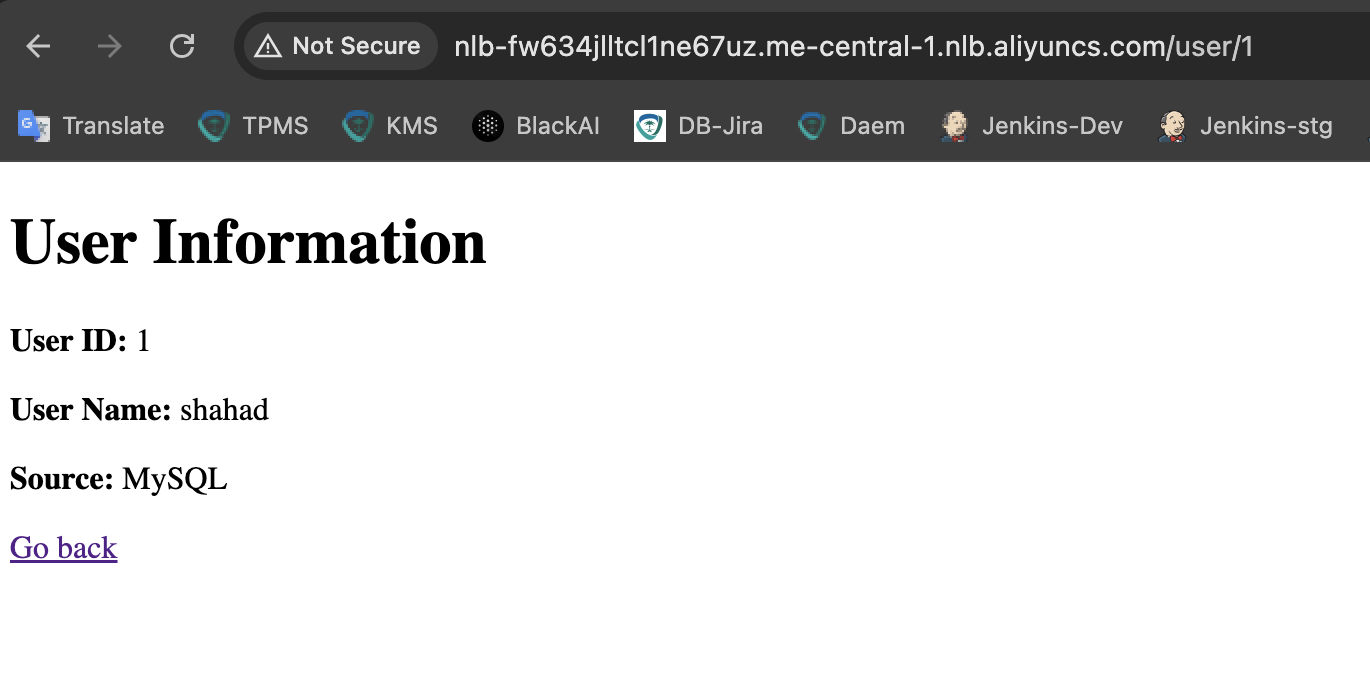 Not Secure nlb-fw634jlltcl1ne67uz.me-central-1.nlb.aliyuncs.com/user/1
Translate TPMS KMS BlackAI DB-Jira Daem Jenkins-Dev Jenkins-stg
User Information
User ID: 1
User Name: shahad
Source: MySQL
Go back